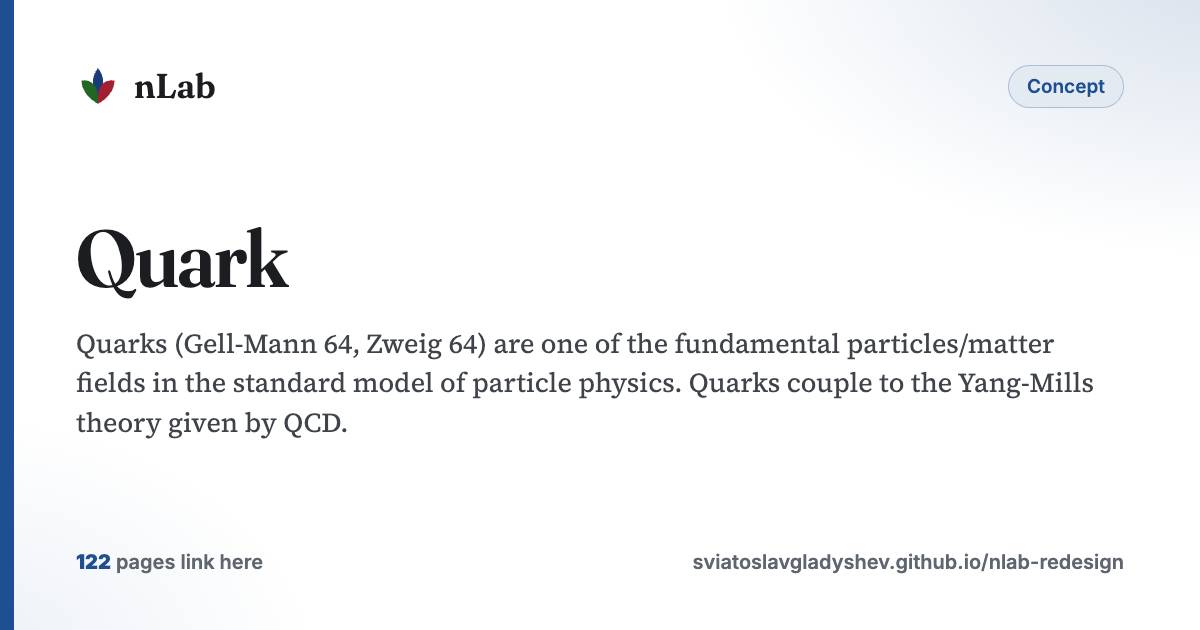 nLab
Concept
Quark
Quarks (Gell-Mann 64, Zweig 64) are one of the fundamental particles/matter
fields in the standard model of particle physics. Quarks couple to the Yang-Mills
theory given by QCD.
122 pages link here
sviatoslavgladyshev.github.io/nlab-redesign